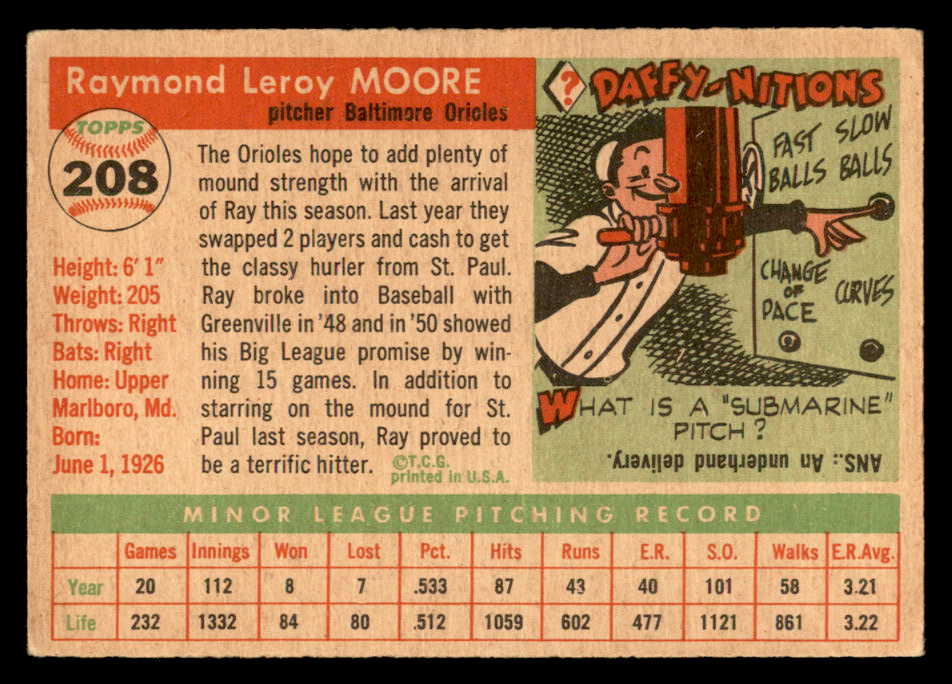 Raymond Leroy MOORE
pitcher Baltimore Orioles
TOPPS
208
Height: 6' 1"
Weight: 205
Throws: Right
Bats: Right
Home: Upper
Marlboro, Md.
Born:
June 1, 1926
The Orioles hope to add plenty of
mound strength with the arrival
of Ray this season. Last year they
swapped 2 players and cash to get
the classy hurler from St. Paul.
Ray broke into Baseball with
Greenville in '48 and in '50 showed
his Big League promise by win-
ning 15 games. In addition to
starring on the mound for St.
Paul last season, Ray proved to
be a terrific hitter.
©T.C.G.
printed in U.S.A.
? DAFFY-NITIONS
FAST BALLS
SLOW BALLS
CHANGE OF PACE
CURVES
WHAT IS A "SUBMARINE"
PITCH?
ANS.: An underhand delivery.
MINOR LEAGUE PITCHING RECORD
Games Innings Won Lost Pct. Hits Runs E.R. S.O. Walks E.R.Avg.
Year 20 112 8 7 .533 87 43 40 101 58 3.21
Life 232 1332 84 80 .512 1059 602 477 1121 861 3.22